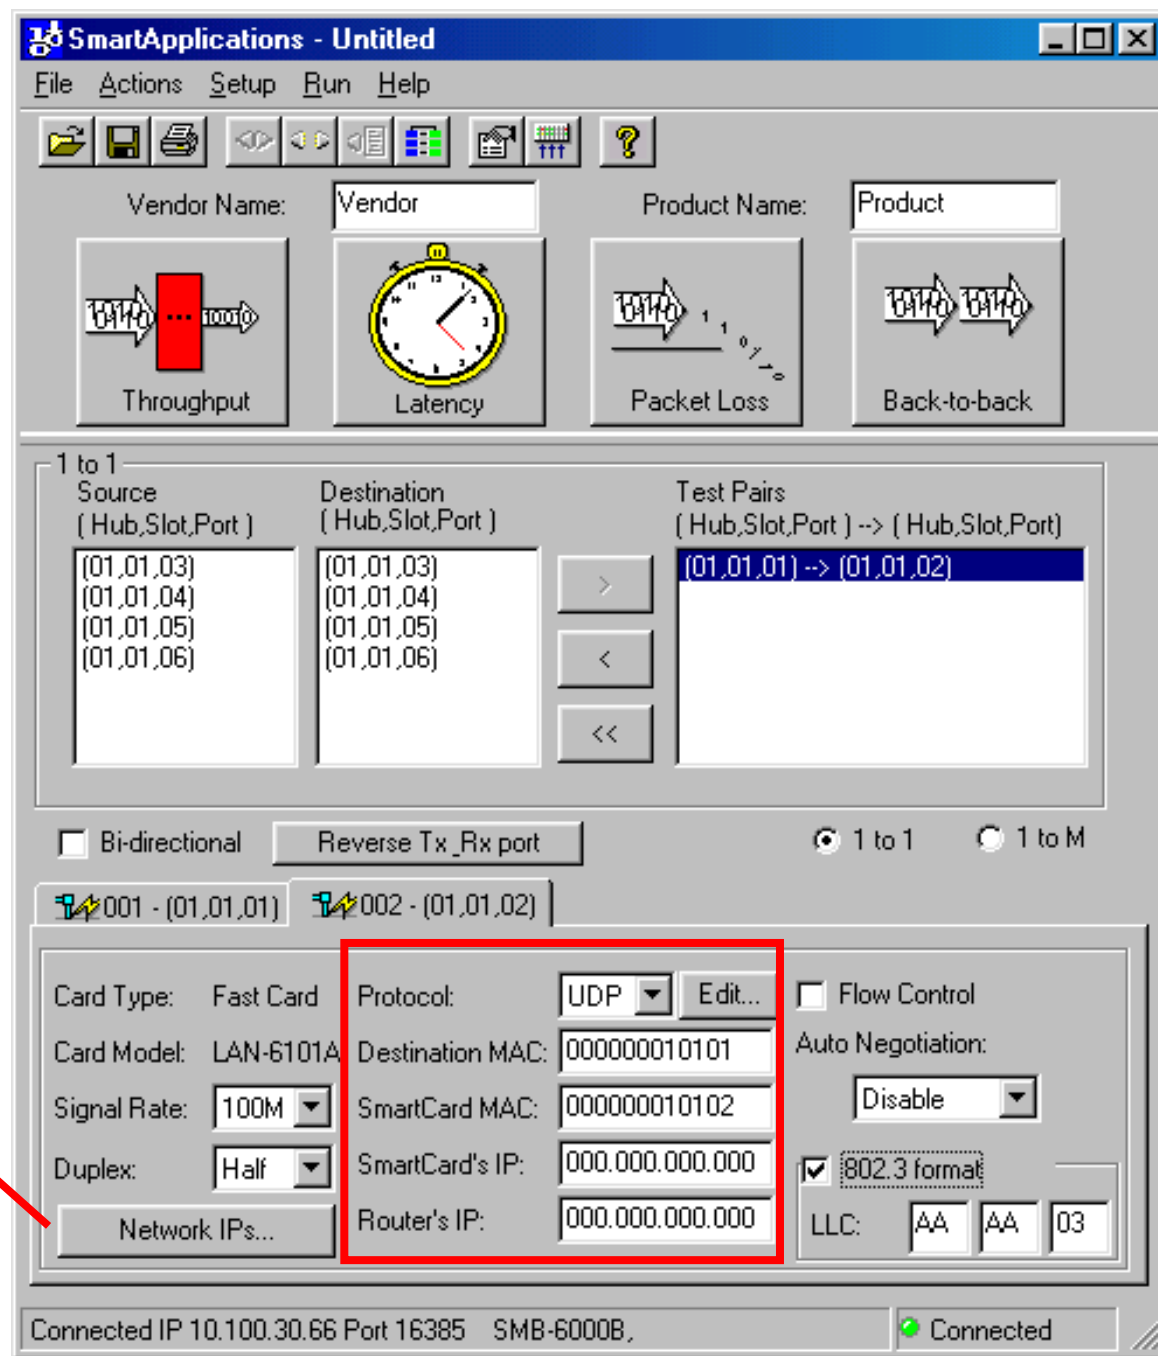 SmartApplications - Untitled
File Actions Setup Run Help
Vendor Name: Vendor Product Name: Product
Throughput Latency Packet Loss Back-to-back
1 to 1
Source Destination Test Pairs
( Hub,Slot,Port ) ( Hub,Slot,Port ) ( Hub,Slot,Port ) --> ( Hub,Slot,Port)
(01,01,03) (01,01,03) (01,01,01) --> (01,01,02)
(01,01,04) (01,01,04) >
(01,01,05) (01,01,05)
(01,01,06) (01,01,06) <
<<
Bi-directional Reverse Tx_Rx port 1 to 1 1 to M
001 - (01,01,01) 002 - (01,01,02)
Card Type: Fast Card Protocol: UDP Edit... Flow Control
Card Model: LAN-6101A Destination MAC: 000000010101 Auto Negotiation:
Signal Rate: 100M SmartCard MAC: 000000010102 Disable
Duplex: Half SmartCard's IP: 000.000.000.000 802.3 format
Network IPs... Router's IP: 000.000.000.000 LLC: AA AA 03
Connected IP 10.100.30.66 Port 16385 SMB-6000B, Connected